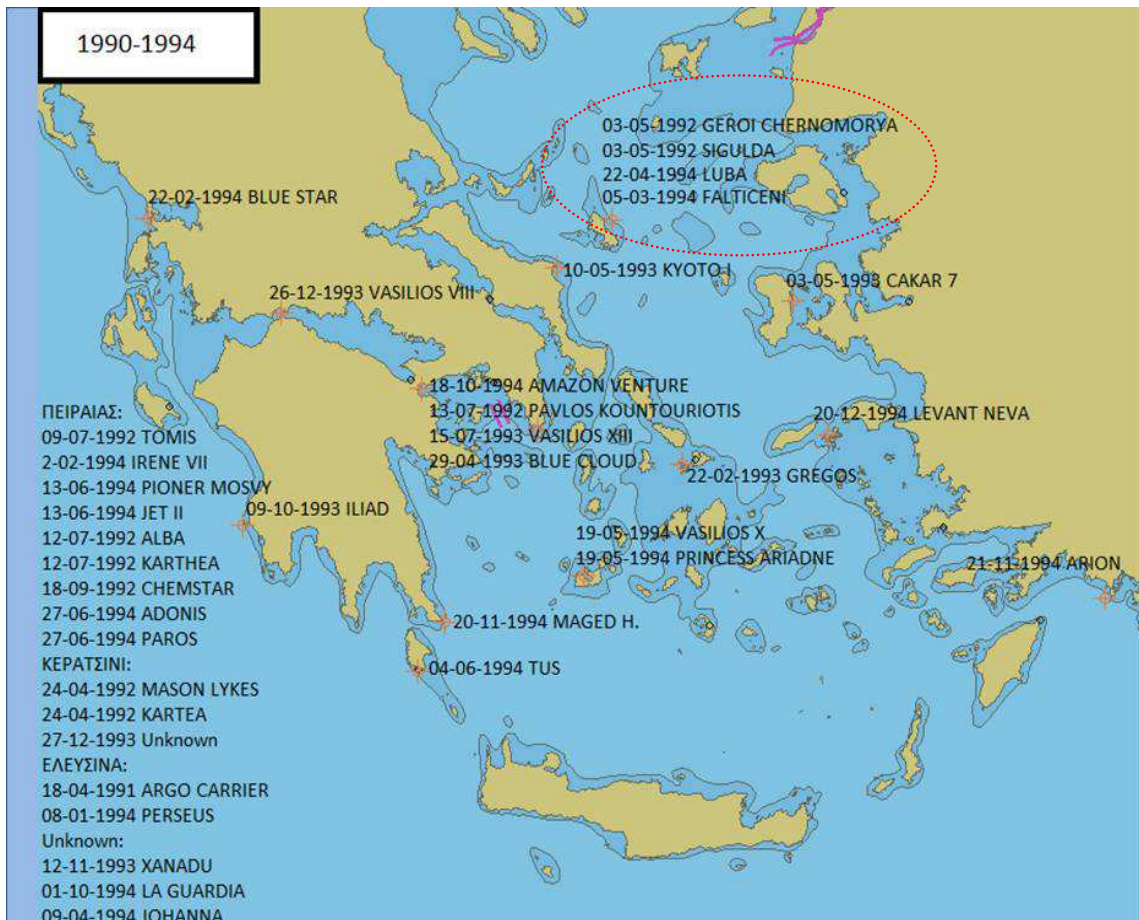 1990-1994
03-05-1992 GEROI CHERNOMORYA
03-05-1992 SIGULDA
22-04-1994 LUBA
05-03-1994 FALTICENI
22-02-1994 BLUE STAR
10-05-1993 KYOTO I
03-05-1993 CAKAR 7
26-12-1993 VASILIOS VIII
18-10-1994 AMAZON VENTURE
13-07-1992 PAVLOS KOUNTOURIOTIS
15-07-1993 VASILIOS XIII
29-04-1993 BLUE CLOUD
20-12-1994 LEVANT NEVA
22-02-1993 GREGOS
09-10-1993 ILIAD
19-05-1994 VASILIOS X
19-05-1994 PRINCESS ARIADNE
21-11-1994 ARION
20-11-1994 MAGED H.
04-06-1994 TUS
ΠΕΙΡΑΙΑΣ:
09-07-1992 TOMIS
2-02-1994 IRENE VII
13-06-1994 PIONER MOSVY
13-06-1994 JET II
12-07-1992 ALBA
12-07-1992 KARTHEA
18-09-1992 CHEMSTAR
27-06-1994 ADONIS
27-06-1994 PAROS
ΚΕΡΑΤΣΙΝΙ:
24-04-1992 MASON LYKES
24-04-1992 KARTEA
27-12-1993 Unknown
ΕΛΕΥΣΙΝΑ:
18-04-1991 ARGO CARRIER
08-01-1994 PERSEUS
Unknown:
12-11-1993 XANADU
01-10-1994 LA GUARDIA
09-04-1994 JOHANNA